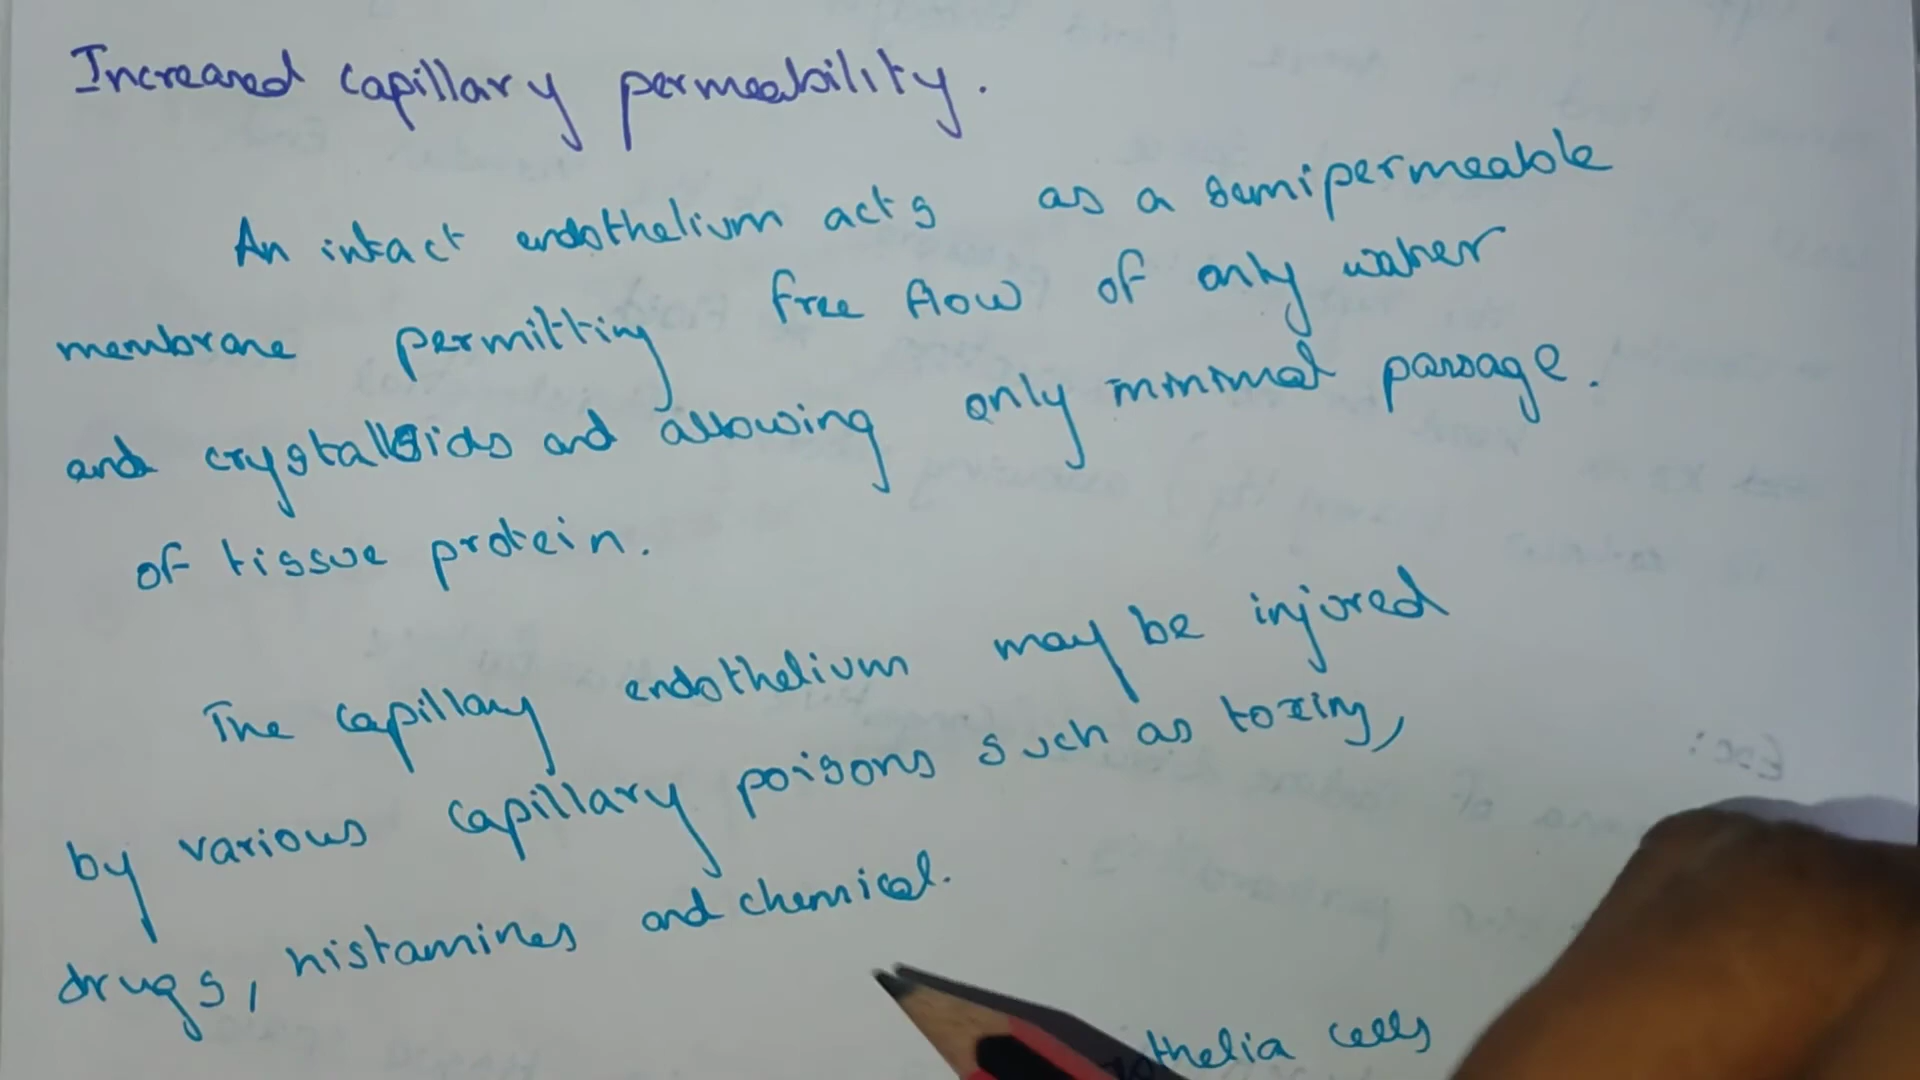 Increased capillary permeability.
An intact endothelium acts as a semipermeable
membrane permitting free flow of only water
and crystalloids and allowing only minimal passage.
of tissue protein.
The capillary endothelium may be injured
by various capillary poisons such as toxins,
drugs, histamines and chemical.
cells